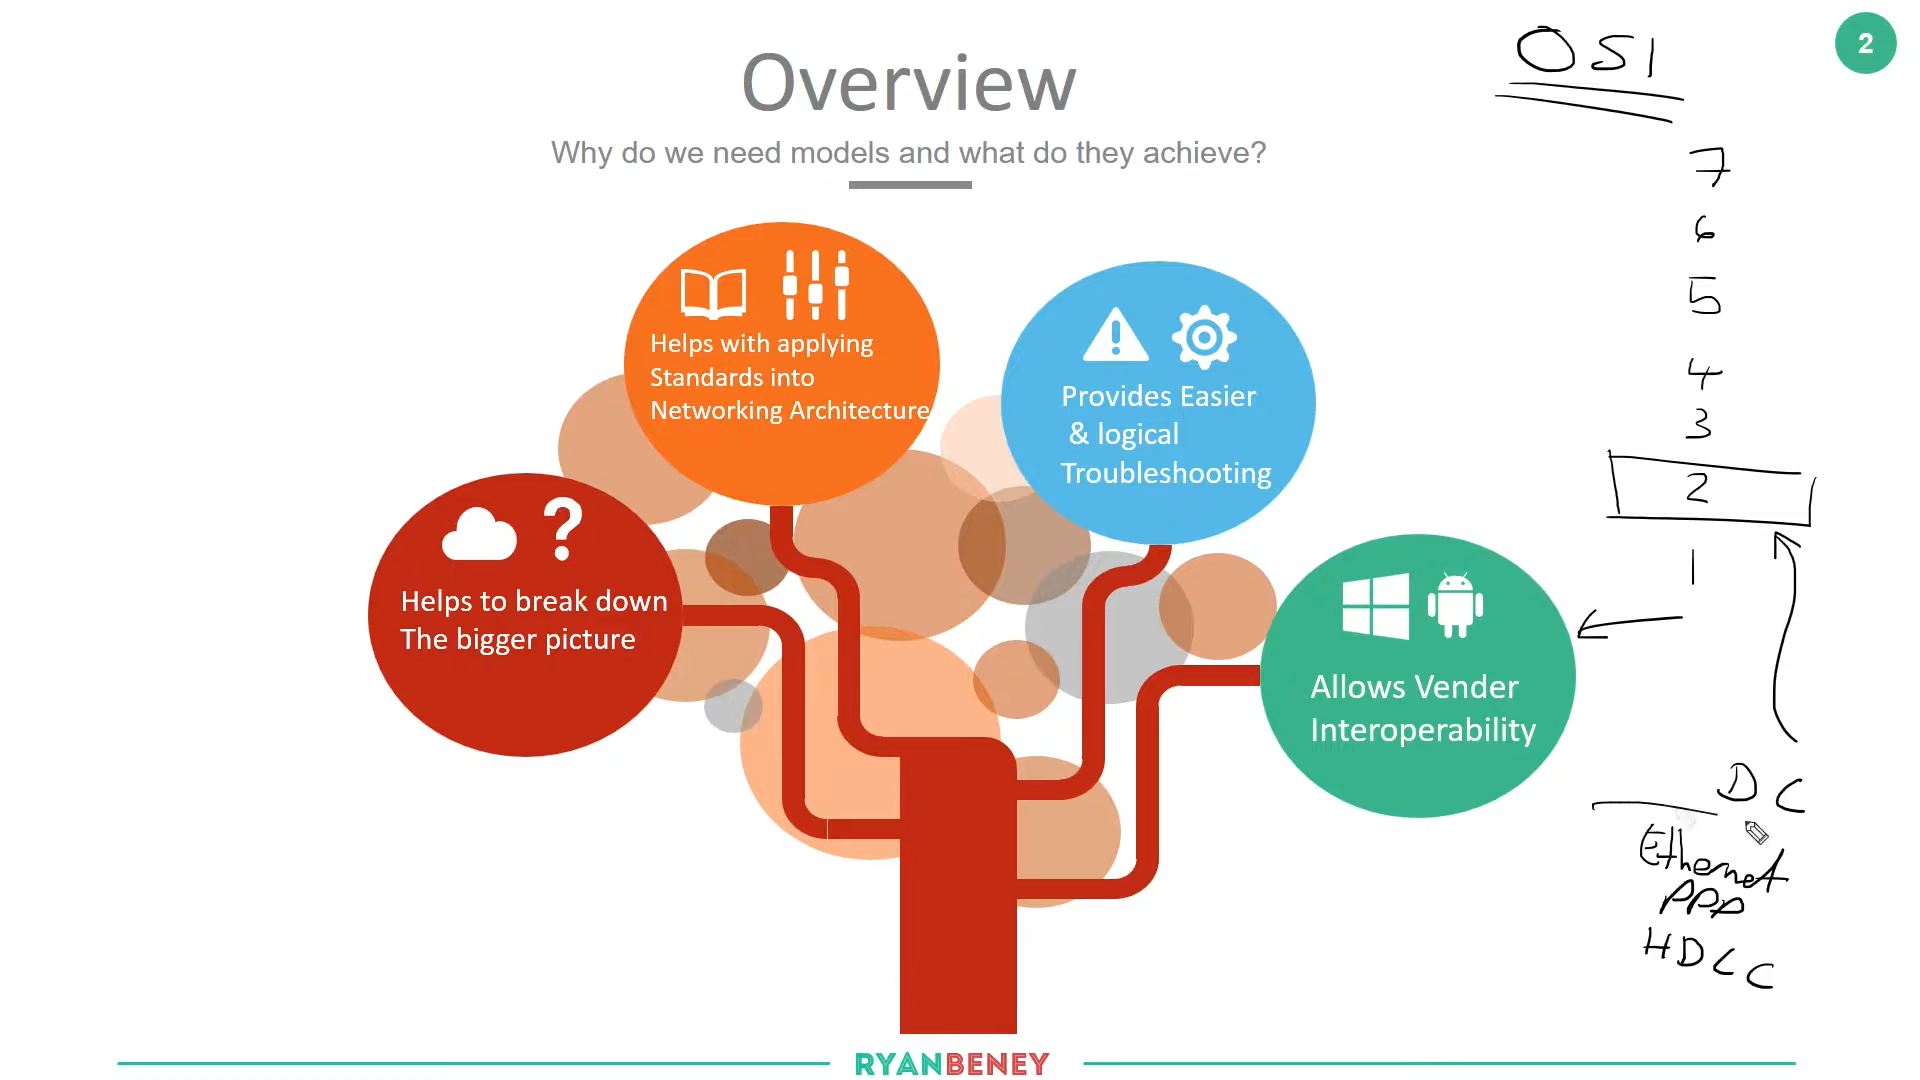 Overview
Why do we need models and what do they achieve?
2
OSI
7
6
5
4
3
2
1
Helps with applying
Standards into
Networking Architecture
Provides Easier
& logical
Troubleshooting
Helps to break down
The bigger picture
Allows Vender
Interoperability
DC
Ethernet
PPP
HDLC
RYANBENEY